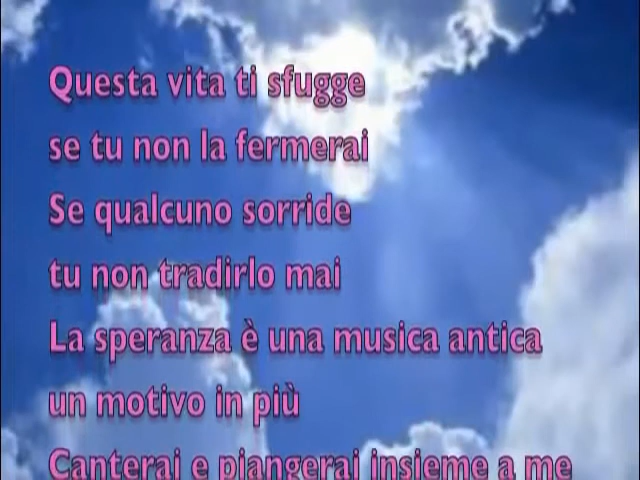 Questa vita ti sfugge
se tu non la fermerai
Se qualcuno sorride
tu non tradirlo mai
La speranza è una musica antica
un motivo in più
Canterai e piangerai insieme a me